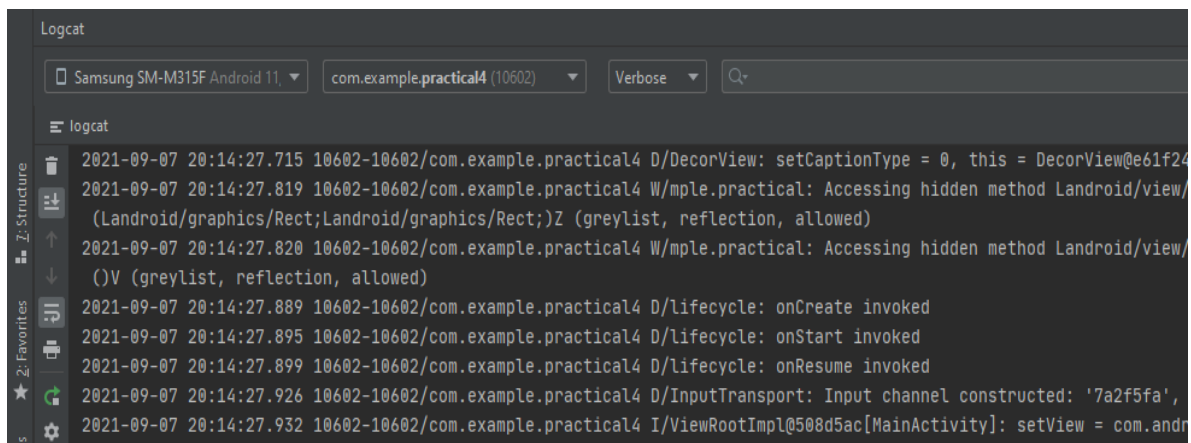 Logcat
Samsung SM-M315F Android 11, com.example.practical4 (10602) Verbose
logcat
2021-09-07 20:14:27.715 10602-10602/com.example.practical4 D/DecorView: setCaptionType = 0, this = DecorView@e61f24
2021-09-07 20:14:27.819 10602-10602/com.example.practical4 W/mple.practical: Accessing hidden method Landroid/view/
(Landroid/graphics/Rect;Landroid/graphics/Rect;)Z (greylist, reflection, allowed)
2021-09-07 20:14:27.820 10602-10602/com.example.practical4 W/mple.practical: Accessing hidden method Landroid/view/
()V (greylist, reflection, allowed)
2021-09-07 20:14:27.889 10602-10602/com.example.practical4 D/lifecycle: onCreate invoked
2021-09-07 20:14:27.895 10602-10602/com.example.practical4 D/lifecycle: onStart invoked
2021-09-07 20:14:27.899 10602-10602/com.example.practical4 D/lifecycle: onResume invoked
2021-09-07 20:14:27.926 10602-10602/com.example.practical4 D/InputTransport: Input channel constructed: '7a2f5fa',
2021-09-07 20:14:27.932 10602-10602/com.example.practical4 I/ViewRootImpl@508d5ac[MainActivity]: setView = com.andr
Z: Structure
2: Favorites